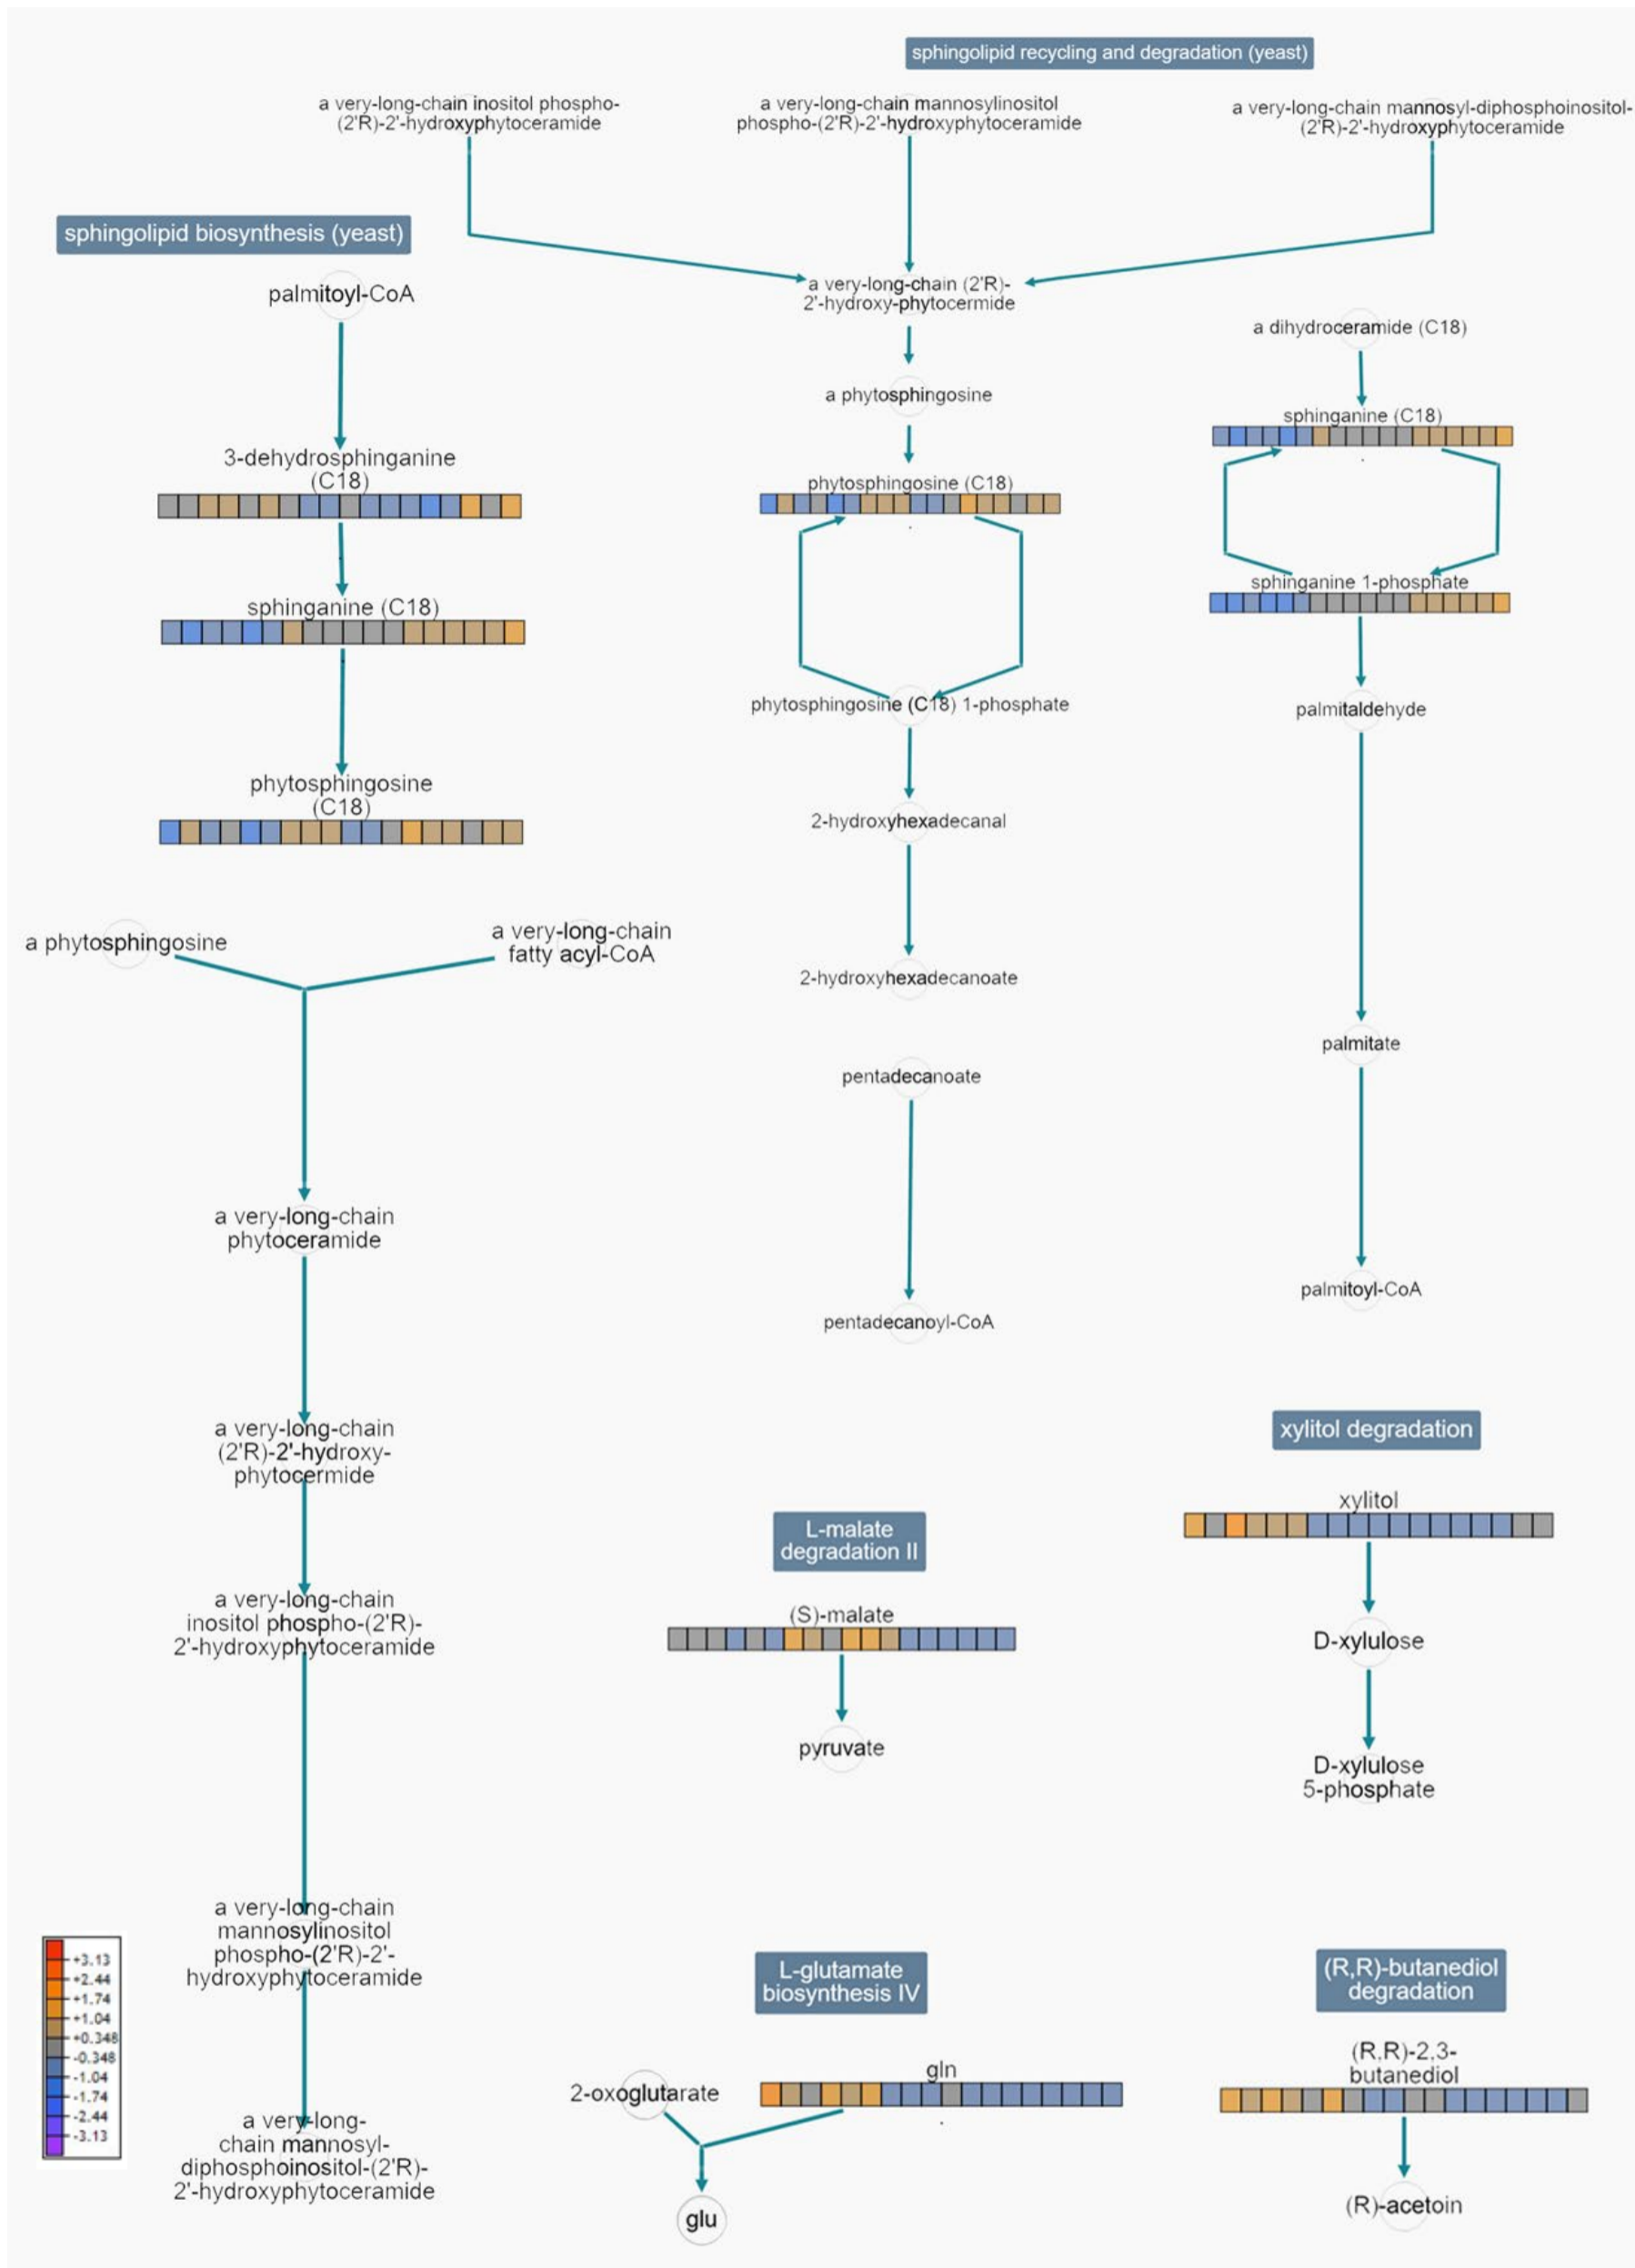 sphingolipid recycling and degradation (yeast)
a very-long-chain inositol phospho-
(2'R)-2'-hydroxyphytoceramide
a very-long-chain mannosylinositol
phospho-(2'R)-2'-hydroxyphytoceramide
a very-long-chain mannosyl-diphosphoinositol-
(2'R)-2'-hydroxyphytoceramide
a very-long-chain (2'R)-
2'-hydroxy-phytocermide
a phytosphingosine
phytosphingosine (C18)
phytosphingosine (C18) 1-phosphate
2-hydroxyhexadecanal
2-hydroxyhexadecanoate
pentadecanoate
pentadecanoyl-CoA
a dihydroceramide (C18)
sphinganine (C18)
sphinganine 1-phosphate
palmitaldehyde
palmitate
palmitoyl-CoA
sphingolipid biosynthesis (yeast)
palmitoyl-CoA
3-dehydrosphinganine
(C18)
sphinganine (C18)
phytosphingosine
(C18)
a phytosphingosine
a very-long-chain
fatty acyl-CoA
a very-long-chain
phytoceramide
a very-long-chain
(2'R)-2'-hydroxy-
phytocermide
a very-long-chain
inositol phospho-(2'R)-
2'-hydroxyphytoceramide
a very-long-chain
mannosylinositol
phospho-(2'R)-2'-
hydroxyphytoceramide
a very-long-
chain mannosyl-
diphosphoinositol-(2'R)-
2'-hydroxyphytoceramide
L-malate
degradation II
(S)-malate
pyruvate
xylitol degradation
xylitol
D-xylulose
D-xylulose
5-phosphate
L-glutamate
biosynthesis IV
2-oxoglutarate
gln
glu
(R,R)-butanediol
degradation
(R,R)-2,3-
butanediol
(R)-acetoin
+3.13
+2.44
+1.74
+1.04
+0.348
-0.348
-1.04
-1.74
-2.44
-3.13